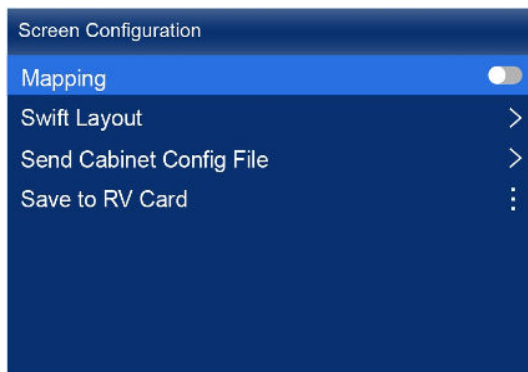 Screen Configuration
Mapping
Swift Layout
Send Cabinet Config File
Save to RV Card